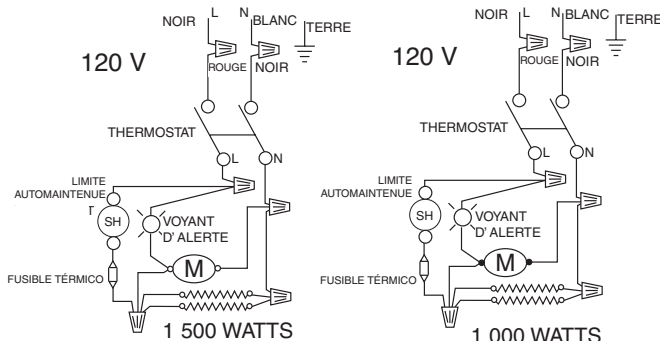 L N
NOIR BLANC TERRE
120 V ROUGE NOIR
THERMOSTAT
L N
LIMITE
AUTOMAINTENUE
r
SH
VOYANT
D' ALERTE
M
FUSIBLE TÉRMICO
1 500 WATTS
L N
NOIR BLANC TERRE
120 V ROUGE NOIR
THERMOSTAT
L N
LIMITE
AUTOMAINTENUE
SH
VOYANT
D' ALERTE
M
FUSIBLE TÉRMICO
1 000 WATTS